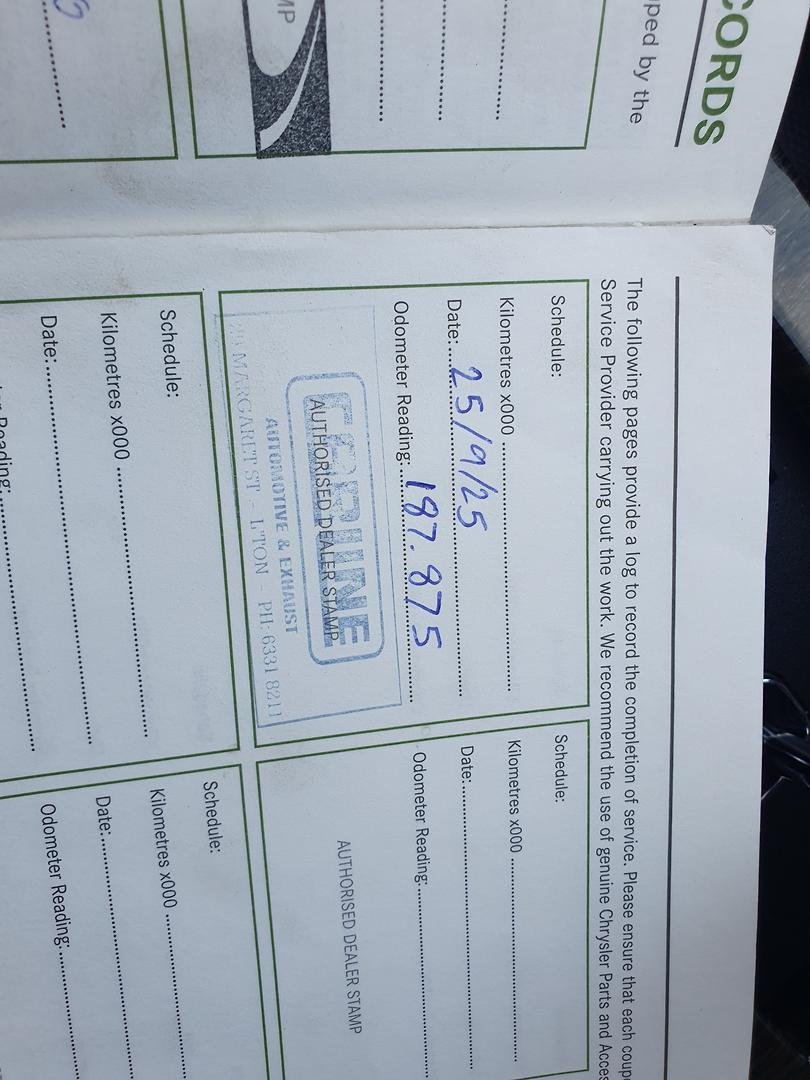 CORDS
ped by the
MP
The following pages provide a log to record the completion of service. Please ensure that each coup
Service Provider carrying out the work. We recommend the use of genuine Chrysler Parts and Acces
Schedule:
Kilometres x000
Date: 25/9/25
Odometer Reading: 187.875
AUTHORISED DEALER STAMP
AUTOMOTIVE & EXHAUST
MARGARET ST - L'TON - PH: 6331 8211
Schedule:
Kilometres x000
Date:
Odometer Reading:
AUTHORISED DEALER STAMP
Schedule:
Kilometres x000
Date:
Reading:
Schedule:
Kilometres x000
Date:
Odometer Reading: